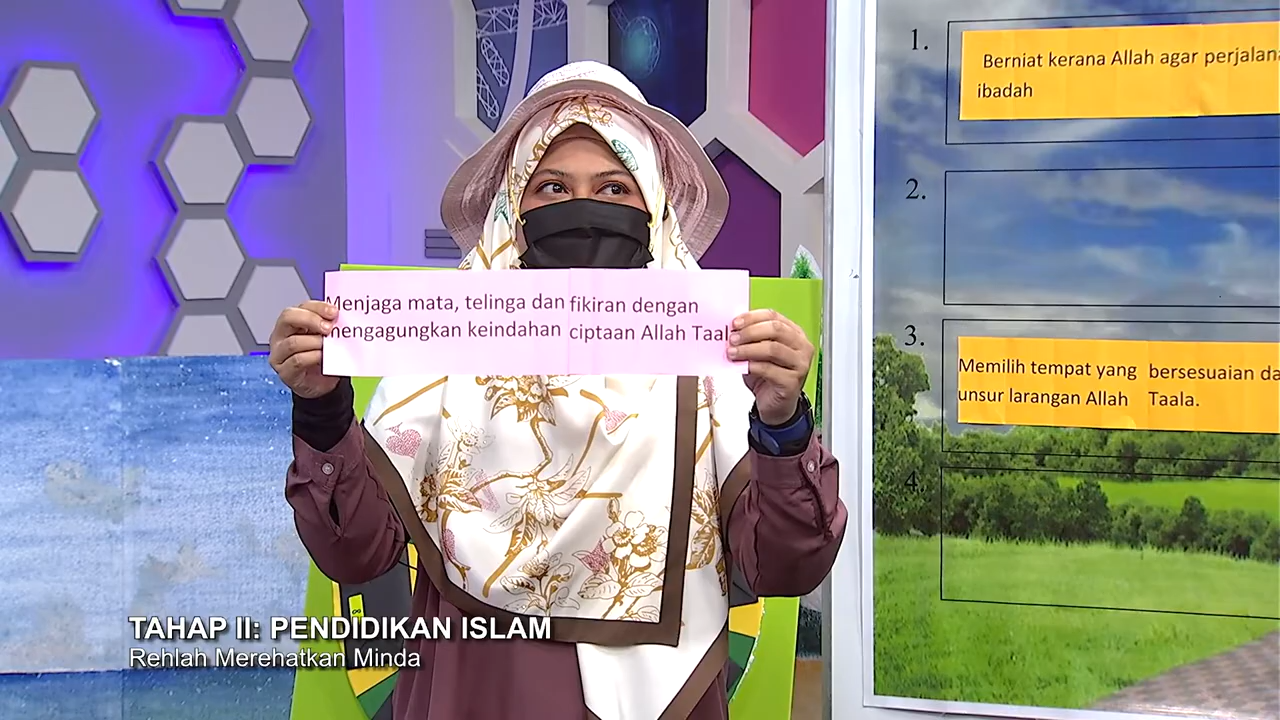 1.
Berniat kerana Allah agar perjalana
ibadah
2.
3.
Memilih tempat yang bersesuaian da
unsur larangan Allah Taala.
4.
Menjaga mata, telinga dan fikiran dengan
mengagungkan keindahan ciptaan Allah Taal
TAHAP II: PENDIDIKAN ISLAM
Rehlah Merehatkan Minda